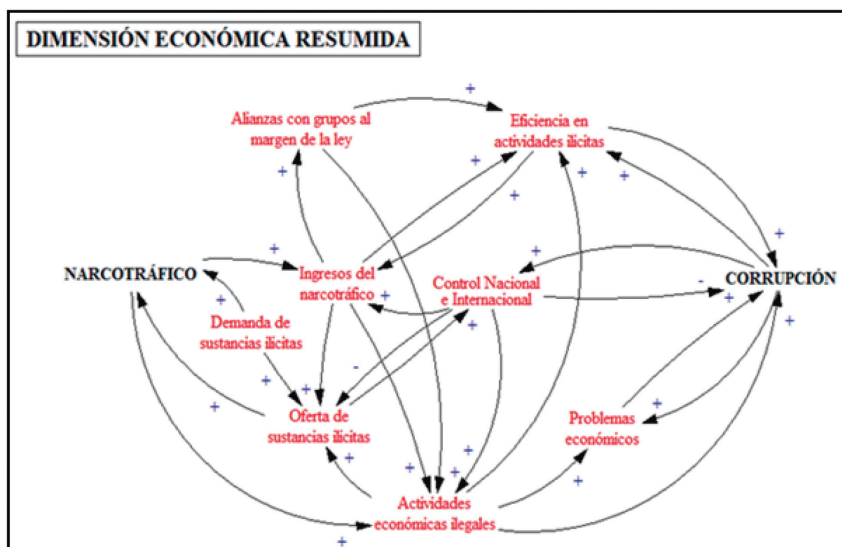 DIMENSIÓN ECONÓMICA RESUMIDA
+
Alianzas con grupos al
margen de la ley
Eficiencia en
actividades ilícitas
+
+
+
+
+
+
+
+
NARCOTRÁFICO
Ingresos del
narcotráfico
+
Control Nacional
e Internacional
-
+
CORRUPCIÓN
+
Demanda de
sustancias ilícitas
+
+
-
+
+
+
Oferta de
sustancias ilícitas
Problemas
económicos
+
+
+
+
+
+
Actividades
económicas ilegales
+
+